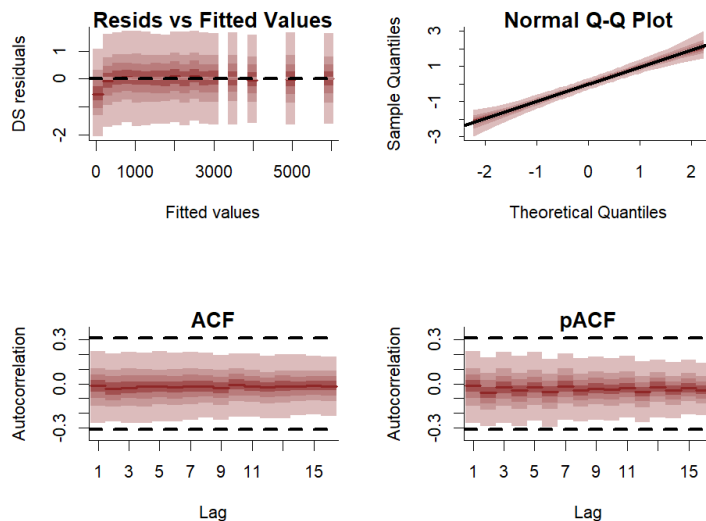 Resids vs Fitted Values
DS residuals
1
0
-2
0 1000 3000 5000
Fitted values
Normal Q-Q Plot
Sample Quantiles
3
1
-1
-3
-2 -1 0 1 2
Theoretical Quantiles
ACF
Autocorrelation
0.3
0.0
-0.3
1 3 5 7 9 11 15
Lag
pACF
Autocorrelation
0.3
0.0
-0.3
1 3 5 7 9 11 15
Lag